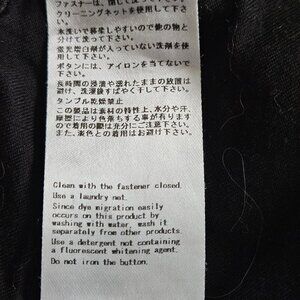 ファスナーは、閉じて洗
クリーニングネットを使用して
下さい。
水洗いで移染しやすいので他の物と
分けて洗って下さい。
蛍光増白剤が入っていない洗剤を使
用して下さい。
ボタンには、アイロンをあてないで
下さい。
長時間の浸漬や濡れたままの放置は
避け、洗濯後すぐ干して下さい。
タンブル乾燥禁止
この製品は素材の特性上、水分や汗、
摩擦により色落ちする事が有ります
ので着用の際は充分にご注意下さい。
また、淡色との着用はお避け下さい。
Clean with the fastener closed.
Use a laundry net.
Since dye migration easily
occurs on this product by
washing with water, wash it
separately from other products.
Use a detergent not containing
a fluorescent whitening agent.
Do not iron the button.